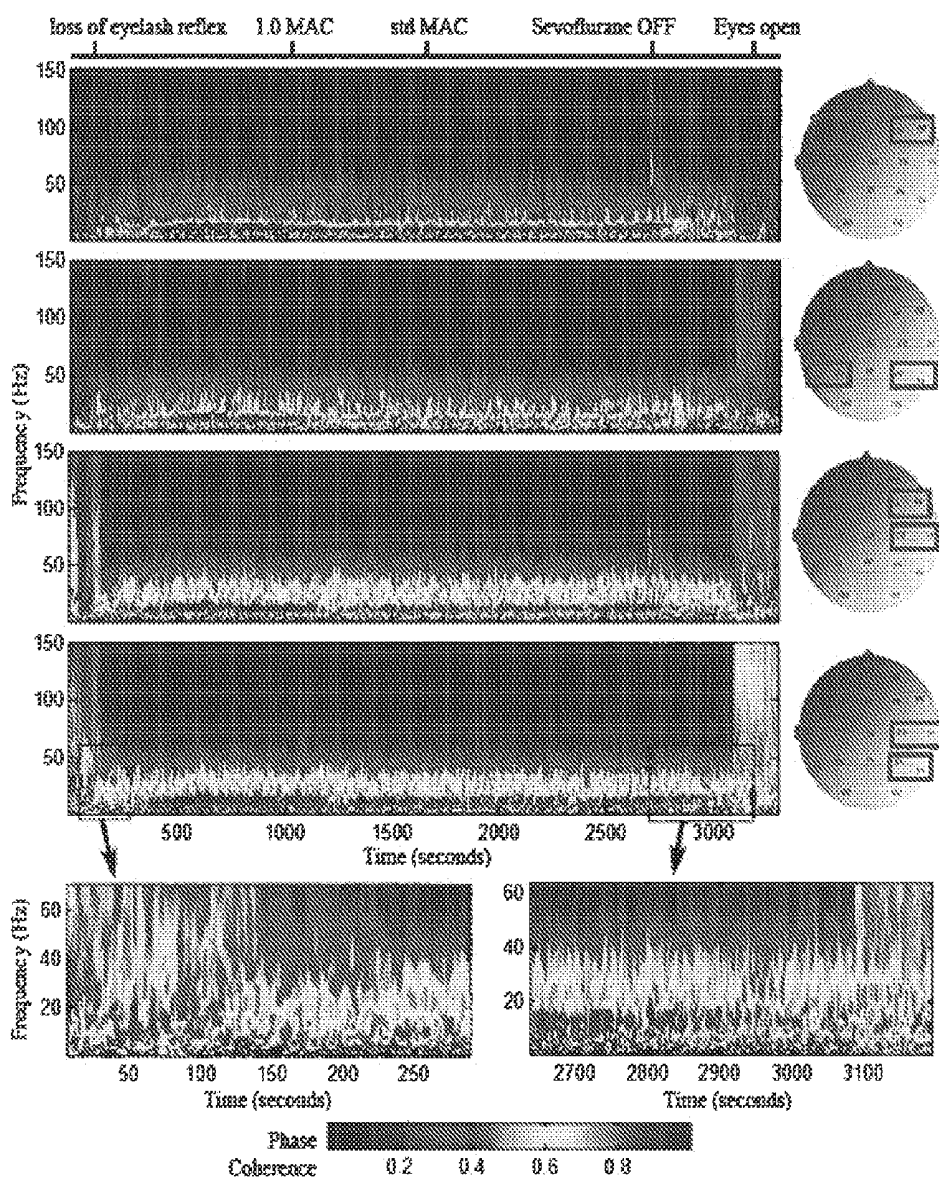 loss of eyelash reflex 1.0 MAC std MAC Sevoflurane OFF Eyes open
150
100
50
150
100
50
150
100
50
150
100
50
Frequency (Hz)
500 1000 1500 2000 2500 3000
Time (seconds)
60
40
20
Frequency (Hz)
50 100 150 200 250
Time (seconds)
60
40
20
2700 2800 2900 3000 3100
Time (seconds)
Phase
Coherence 0.2 0.4 0.6 0.8